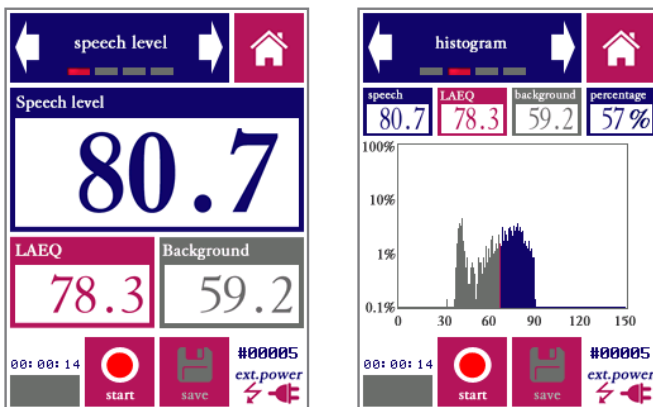 speech level
Speech level
80.7
LAEQ
78.3
Background
59.2
00:00:14
start
save
#00005
ext.power
histogram
speech
80.7
LAEQ
78.3
background
59.2
percentage
57%
100%
10%
1%
0.1%
0 30 60 90 120 150
00:00:14
start
save
#00005
ext.power